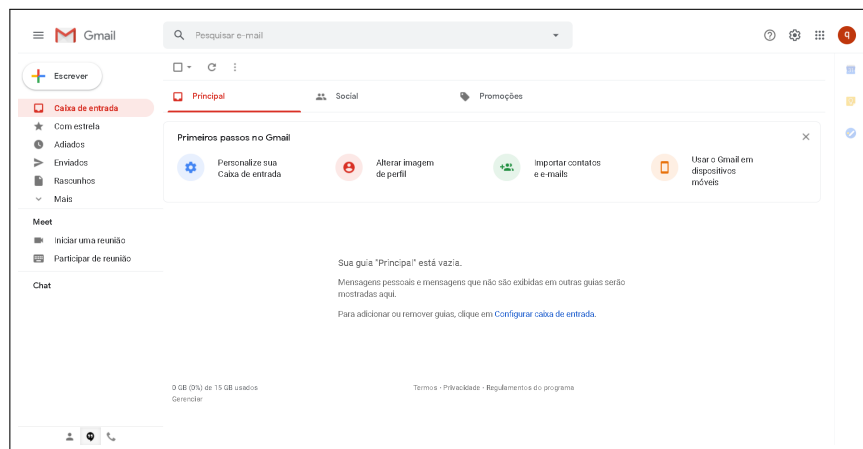 Gmail
Pesquisar e-mail
q
Escrever
Caixa de entrada
Com estrela
Adiados
Enviados
Rascunhos
Mais
Meet
Iniciar uma reunião
Participar de reunião
Chat
Principal
Social
Promoções
Primeiros passos no Gmail
Personalize sua
Caixa de entrada
Alterar imagem
de perfil
Importar contatos
e e-mails
Usar o Gmail em
dispositivos
móveis
Sua guia "Principal" está vazia.
Mensagens pessoais e mensagens que não são exibidas em outras guias serão
mostradas aqui.
Para adicionar ou remover guias, clique em Configurar caixa de entrada.
0 GB (0%) de 15 GB usados
Gerenciar
Termos · Privacidade · Regulamentos do programa